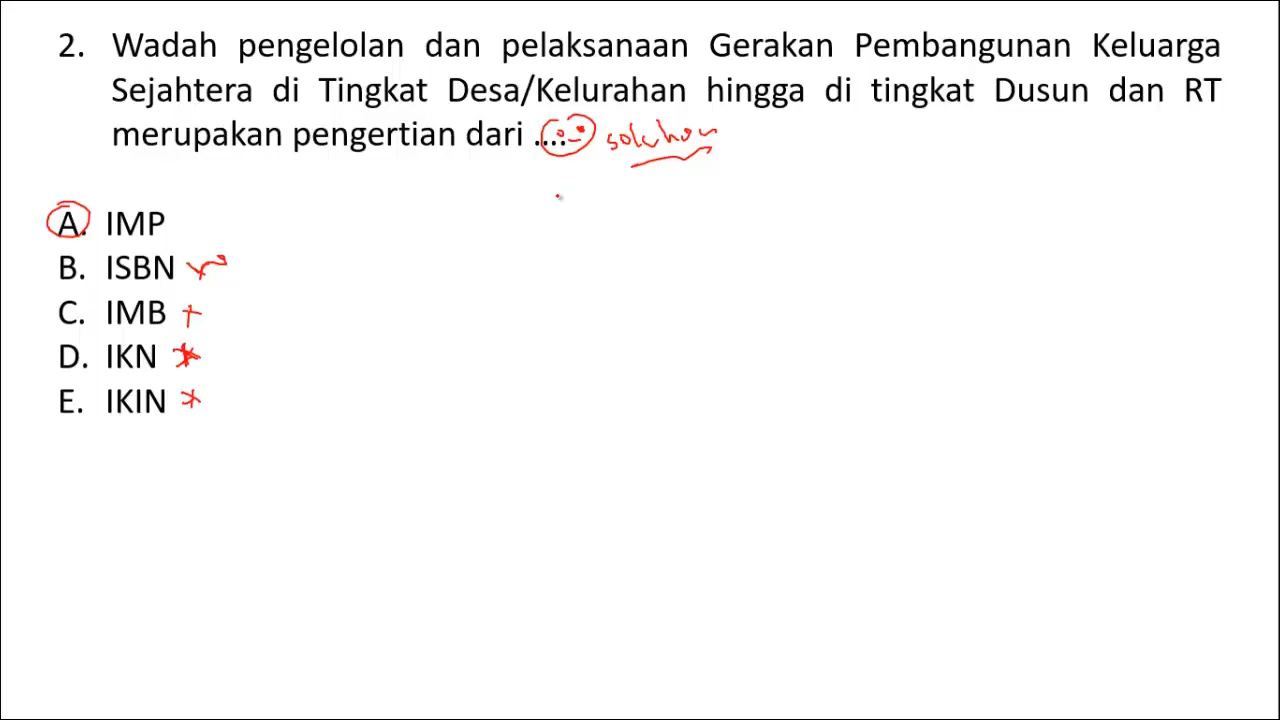 2. Wadah pengelolan dan pelaksanaan Gerakan Pembangunan Keluarga
Sejahtera di Tingkat Desa/Kelurahan hingga di tingkat Dusun dan RT
merupakan pengertian dari ....
A. IMP
B. ISBN
C. IMB
D. IKN
E. IKIN